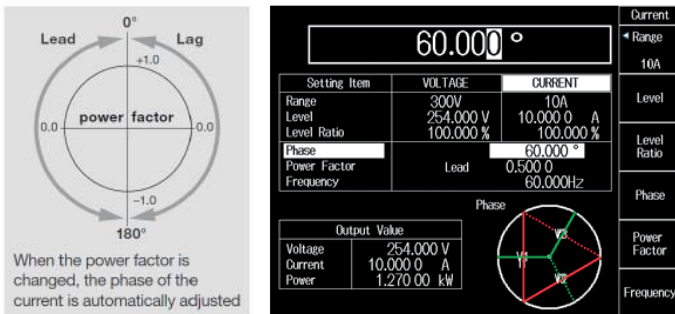 0°
Lead
Lag
+1.0
power factor
0.0
0.0
-1.0
180°
When the power factor is
changed, the phase of the
current is automatically adjusted
60.000 °
Setting Item VOLTAGE CURRENT
Range 300V 10A
Level 254.000 V 10.000 0 A
Level Ratio 100.000 % 100.000 %
Phase 60.000 °
Power Factor Lead 0.500 0
Frequency 60.000Hz
Phase
Output Value
Voltage 254.000 V
Current 10.000 0 A
Power 1.270 00 kW
V1
V3
V2
Current
Range
10A
Level
Level
Ratio
Phase
Power
Factor
Frequency